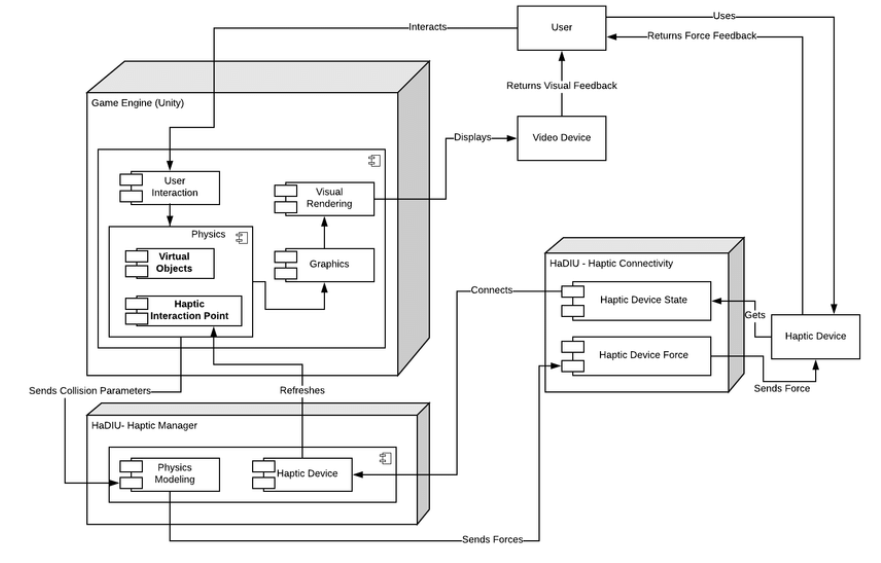 User
Uses
Interacts
Returns Force Feedback
Returns Visual Feedback
Game Engine (Unity)
Displays
Video Device
User
Interaction
Visual
Rendering
Physics
Virtual
Objects
Graphics
Haptic
Interaction Point
HaDIU - Haptic Connectivity
Connects
Haptic Device State
Gets
Haptic Device
Haptic Device Force
Sends Force
Sends Collision Parameters
Refreshes
HaDIU- Haptic Manager
Physics
Modeling
Haptic Device
Sends Forces